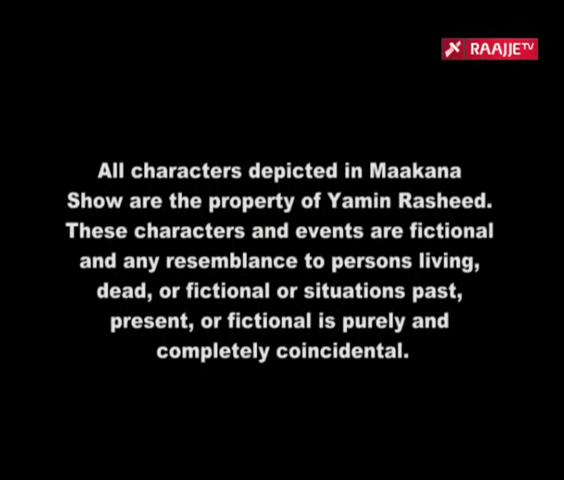 RAAJJETV
All characters depicted in Maakana
Show are the property of Yamin Rasheed.
These characters and events are fictional
and any resemblance to persons living,
dead, or fictional or situations past,
present, or fictional is purely and
completely coincidental.